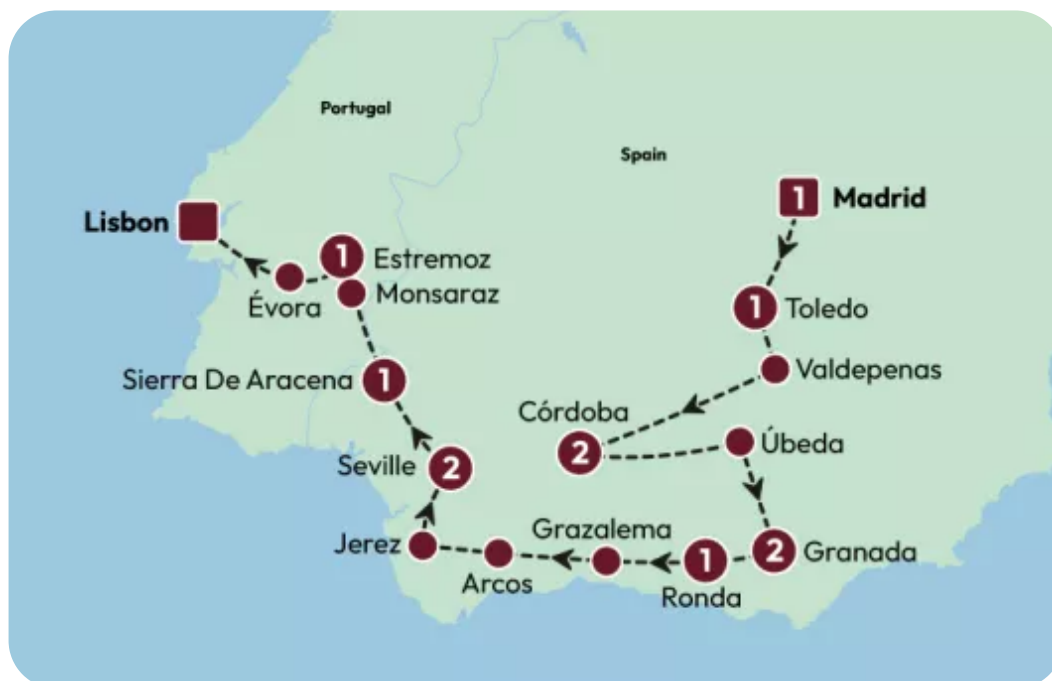 Portugal
Spain
1 Madrid
Lisbon
1 Estremoz
Monsaraz
Évora
1 Toledo
Valdepenas
Sierra De Aracena 1
Córdoba
2
Úbeda
Seville 2
Jerez
Grazalema
2 Granada
Arcos
1
Ronda